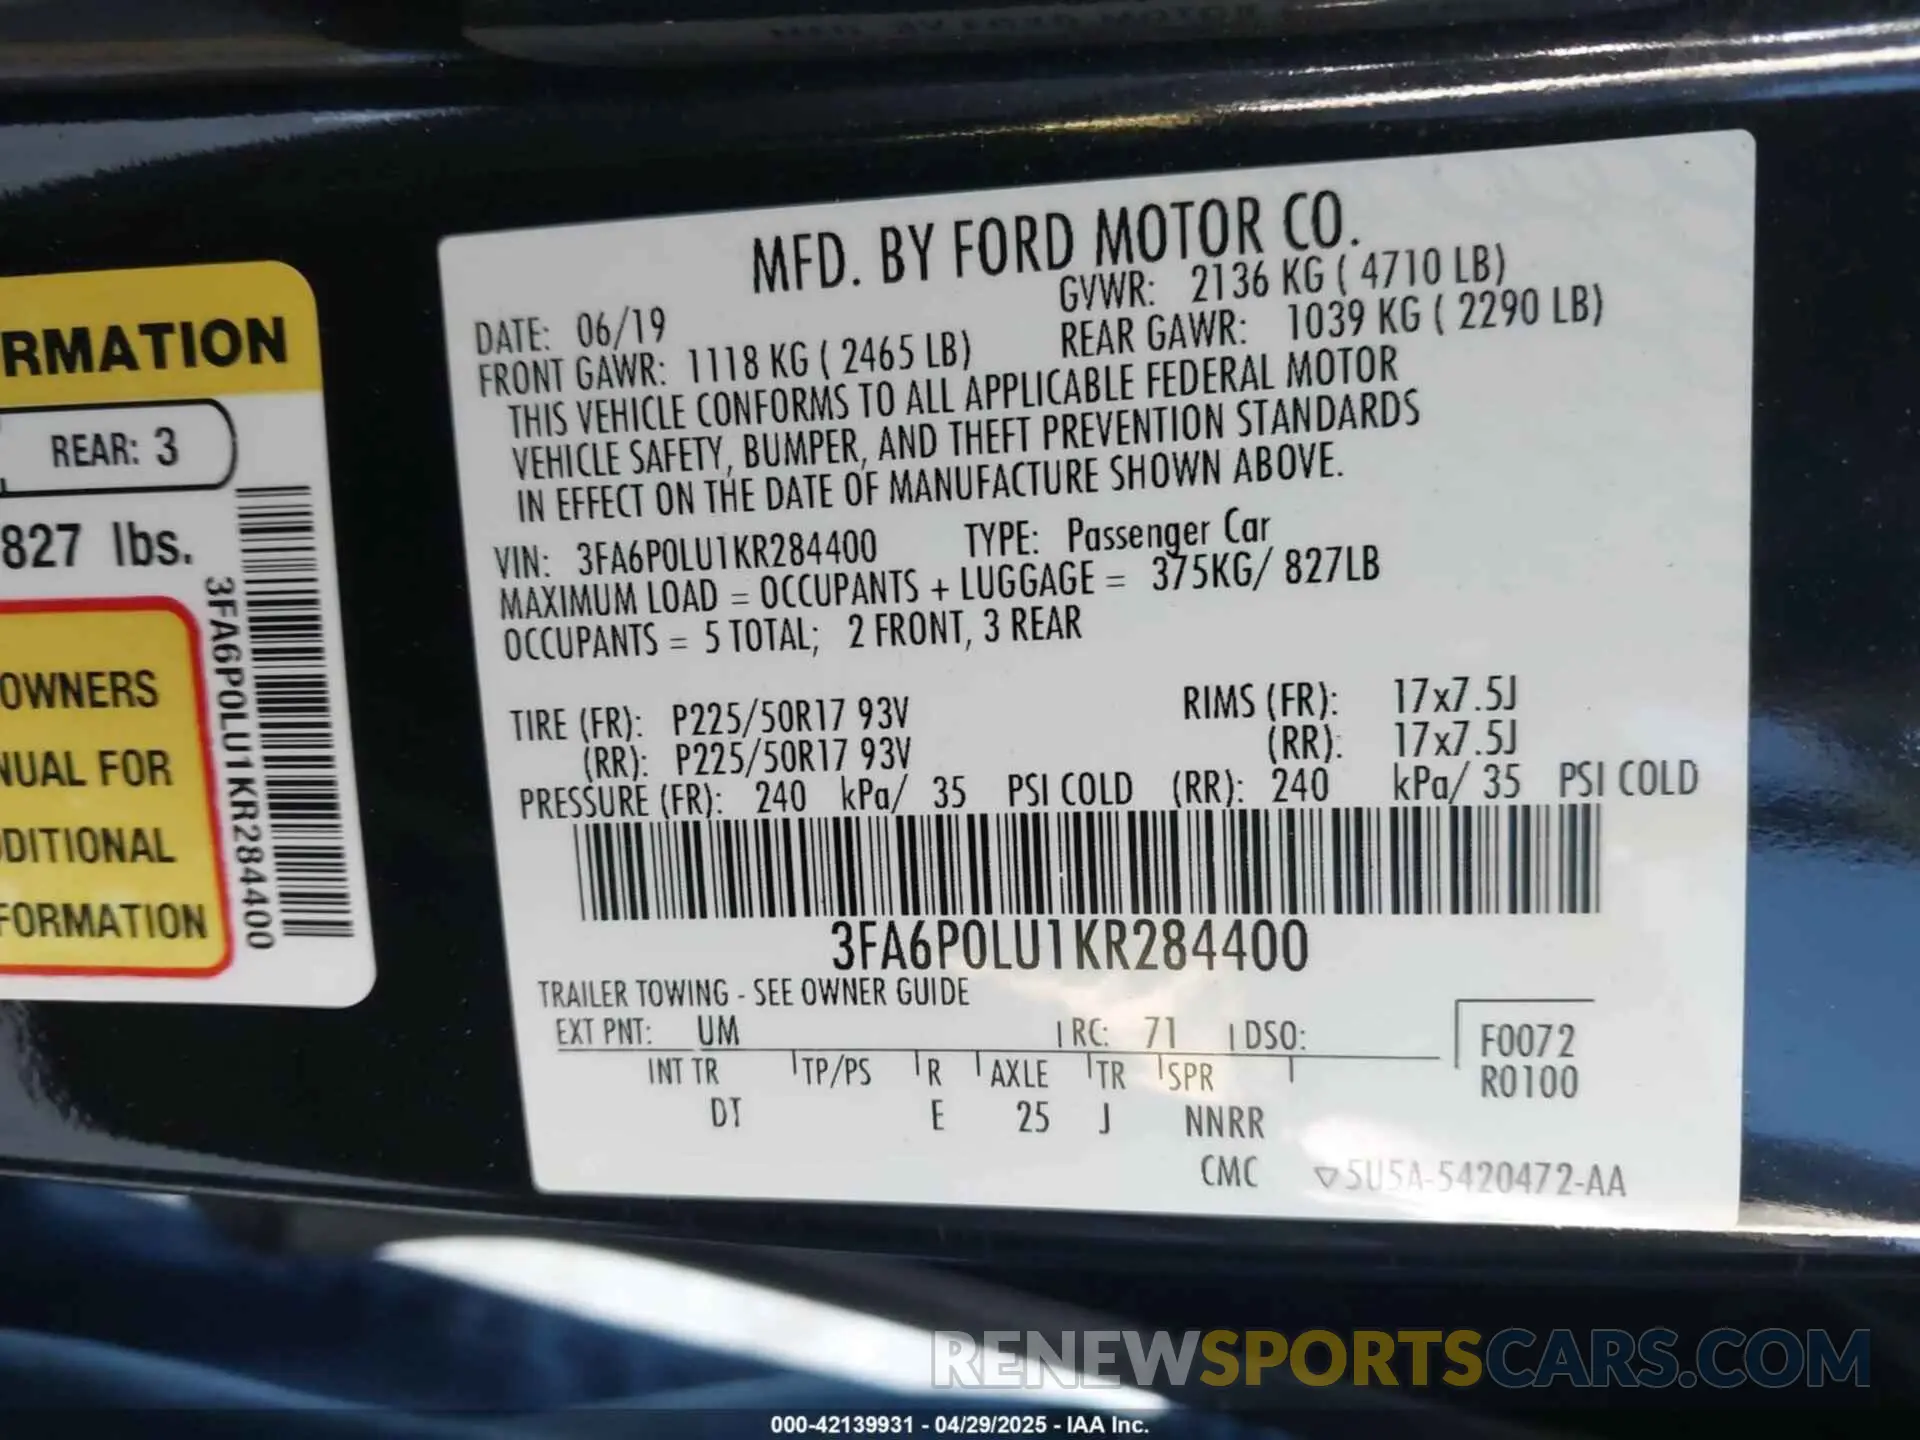 RMATION
REAR: 3
827 lbs.
OWNERS
NUAL FOR
DDITIONAL
FORMATION
3FA6P0LU1KR284400
MFD. BY FORD MOTOR CO.
DATE: 06/19 GVWR: 2136 KG ( 4710 LB)
FRONT GAWR: 1118 KG ( 2465 LB) REAR GAWR: 1039 KG ( 2290 LB)
THIS VEHICLE CONFORMS TO ALL APPLICABLE FEDERAL MOTOR
VEHICLE SAFETY, BUMPER, AND THEFT PREVENTION STANDARDS
IN EFFECT ON THE DATE OF MANUFACTURE SHOWN ABOVE.
VIN: 3FA6P0LU1KR284400 TYPE: Passenger Car
MAXIMUM LOAD = OCCUPANTS + LUGGAGE = 375KG/ 827LB
OCCUPANTS = 5 TOTAL; 2 FRONT, 3 REAR
TIRE (FR): P225/50R17 93V RIMS (FR): 17x7.5J
(RR): P225/50R17 93V (RR): 17x7.5J
PRESSURE (FR): 240 kPa/ 35 PSI COLD (RR): 240 kPa/ 35 PSI COLD
3FA6P0LU1KR284400
TRAILER TOWING - SEE OWNER GUIDE
EXT PNT: UM RC: 71 DSO: F0072
INT TR TP/PS R AXLE TR SPR R0100
DT E 25 J NNRR
CMC ▽5U5A-5420472-AA
RENEWSPORTSCARS.COM
000-42139931 - 04/29/2025 - IAA Inc.